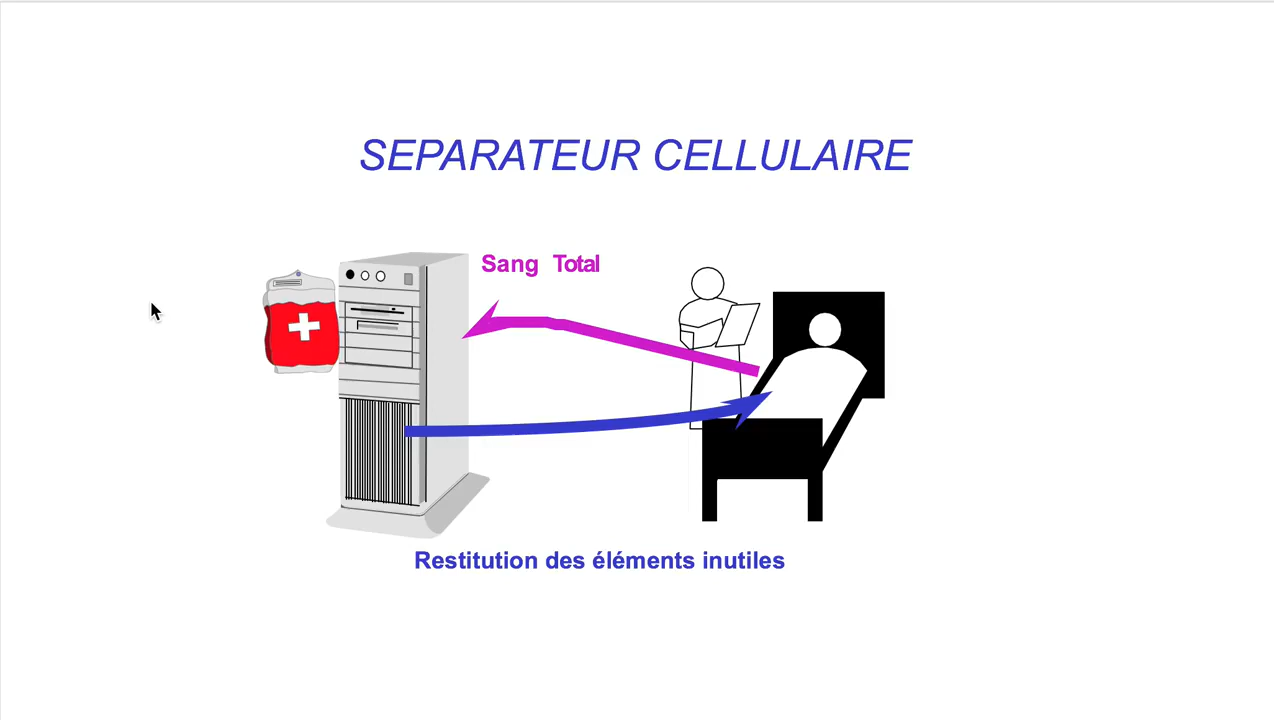 SEPARATEUR CELLULAIRE
Sang Total
Restitution des éléments inutiles